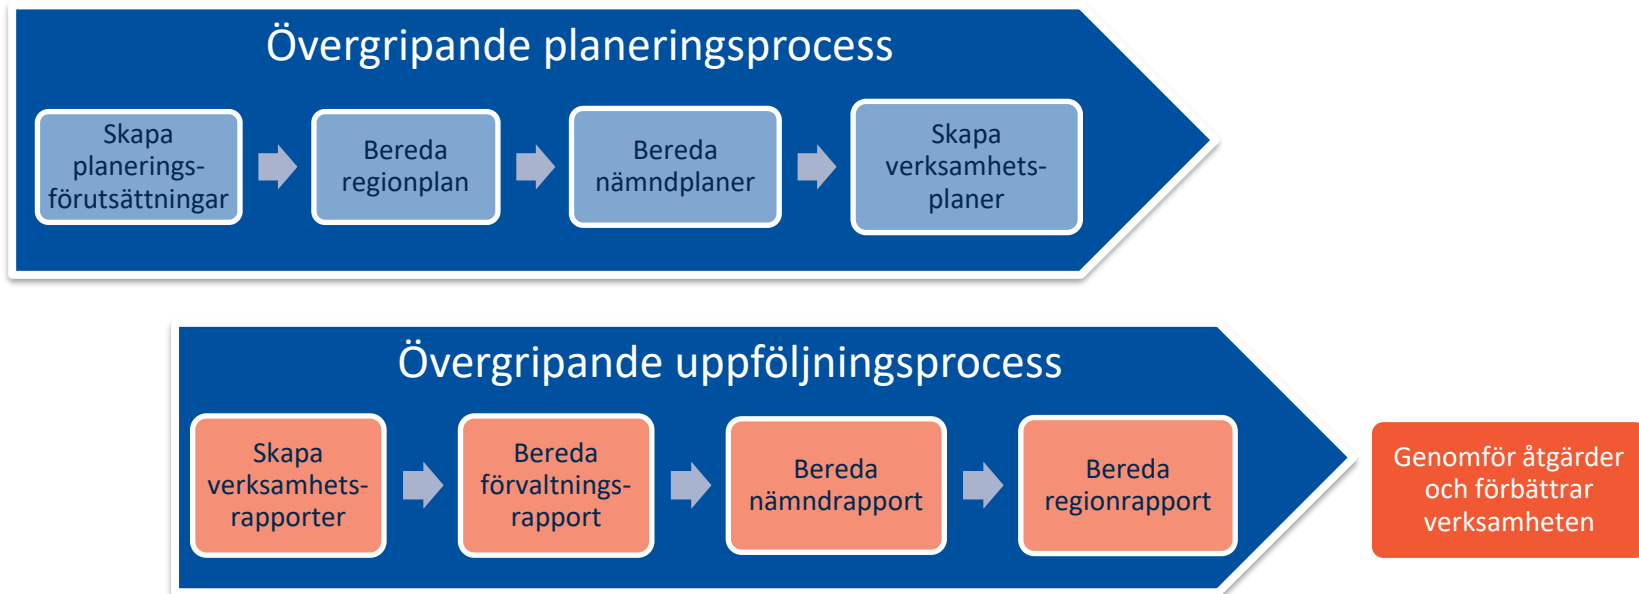 Övergripande planeringsprocess
Skapa
planerings-
förutsättningar
Bereda
regionplan
Bereda
nämndplaner
Skapa
verksamhets-
planer
Övergripande uppföljningsprocess
Skapa
verksamhets-
rapporter
Bereda
förvaltnings-
rapport
Bereda
nämndrapport
Bereda
regionrapport
Genomför åtgärder
och förbättrar
verksamheten